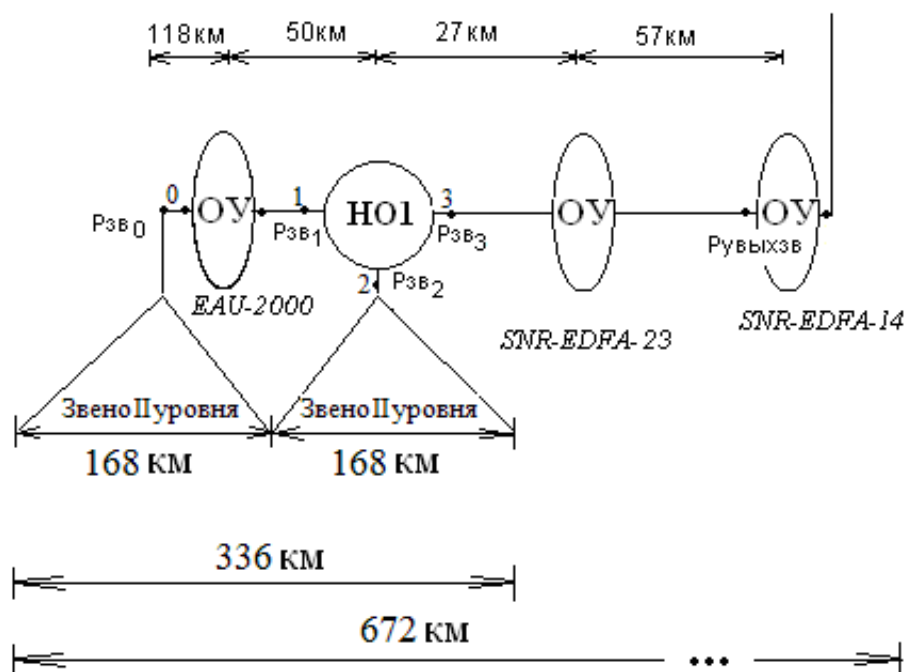 118км 50км 27км 57км
0 ОУ 1 НО1 3 ОУ ОУ
Рзв0 Рзв1 Рзв3 Рувыхзв
2 Рзв2
EAU-2000
SNR-EDFA-23 SNR-EDFA-14
ЗвеноIIуровня ЗвеноIIуровня
168 км 168 км
336 км
672 км
...